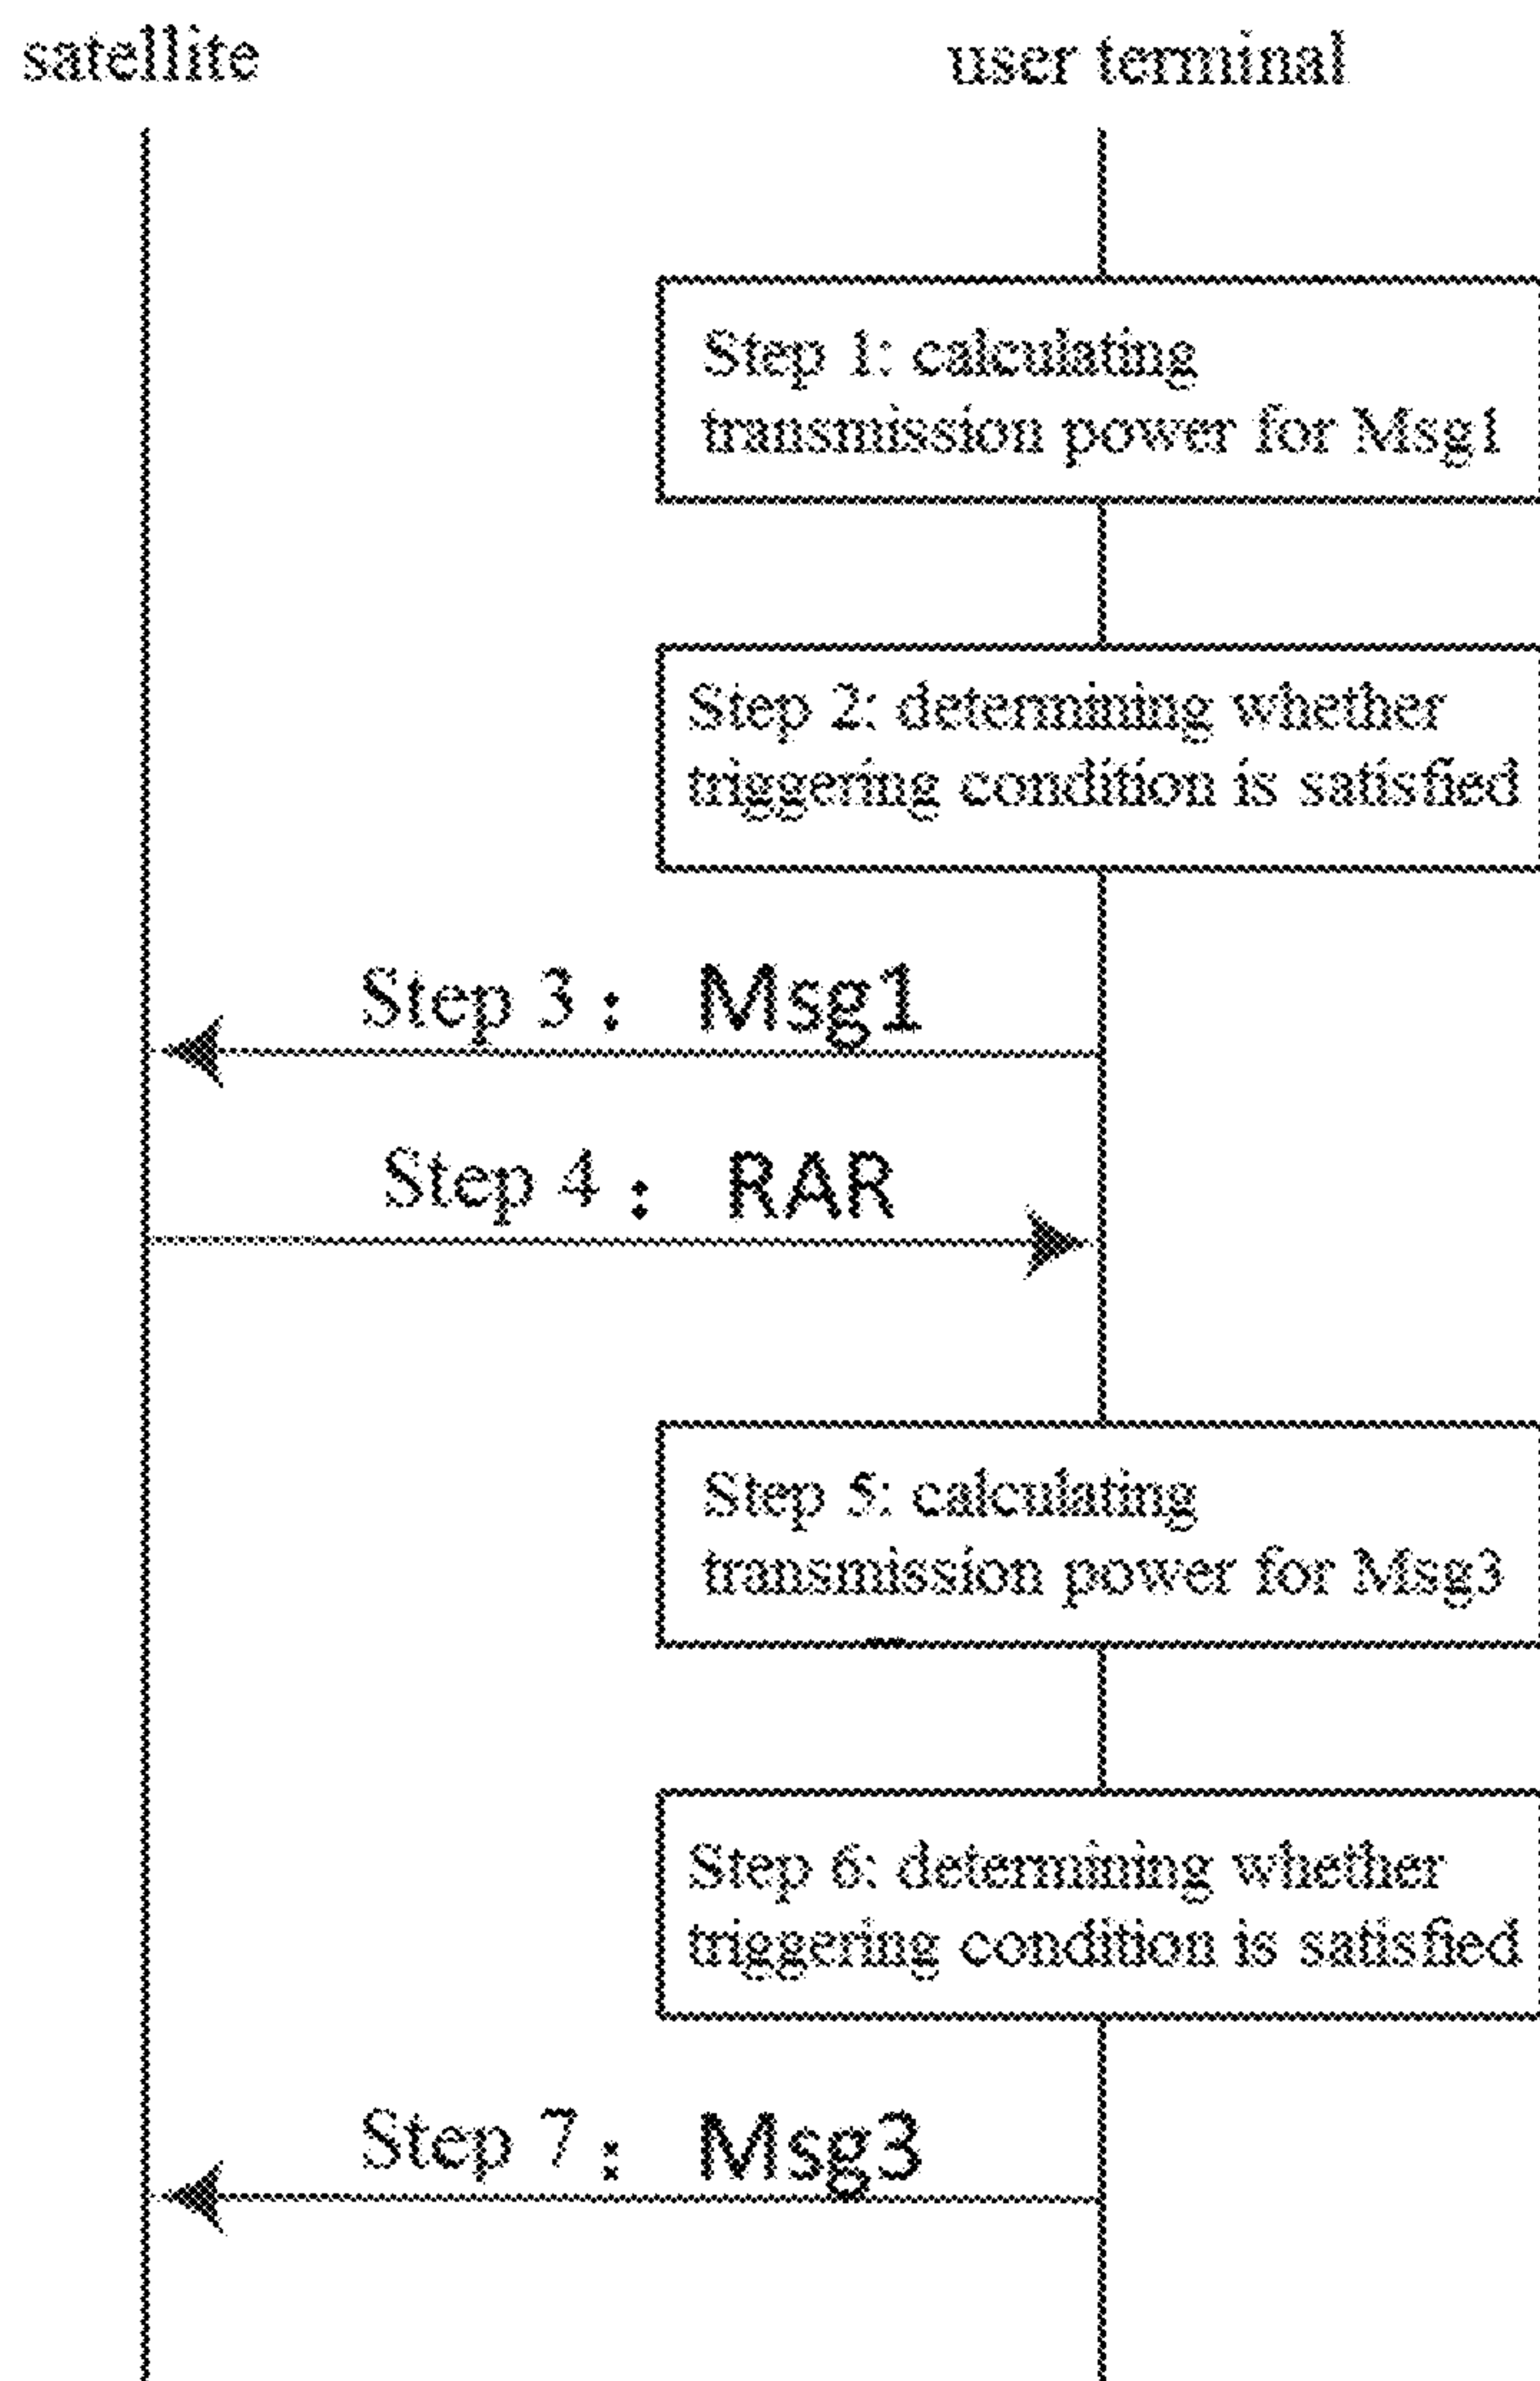 satellite
user terminal
Step 1: calculating
transmission power for Msg1
Step 2: determining whether
triggering condition is satisfied
Step 3: Msg1
Step 4: RAR
Step 5: calculating
transmission power for Msg3
Step 6: determining whether
triggering condition is satisfied
Step 7: Msg3